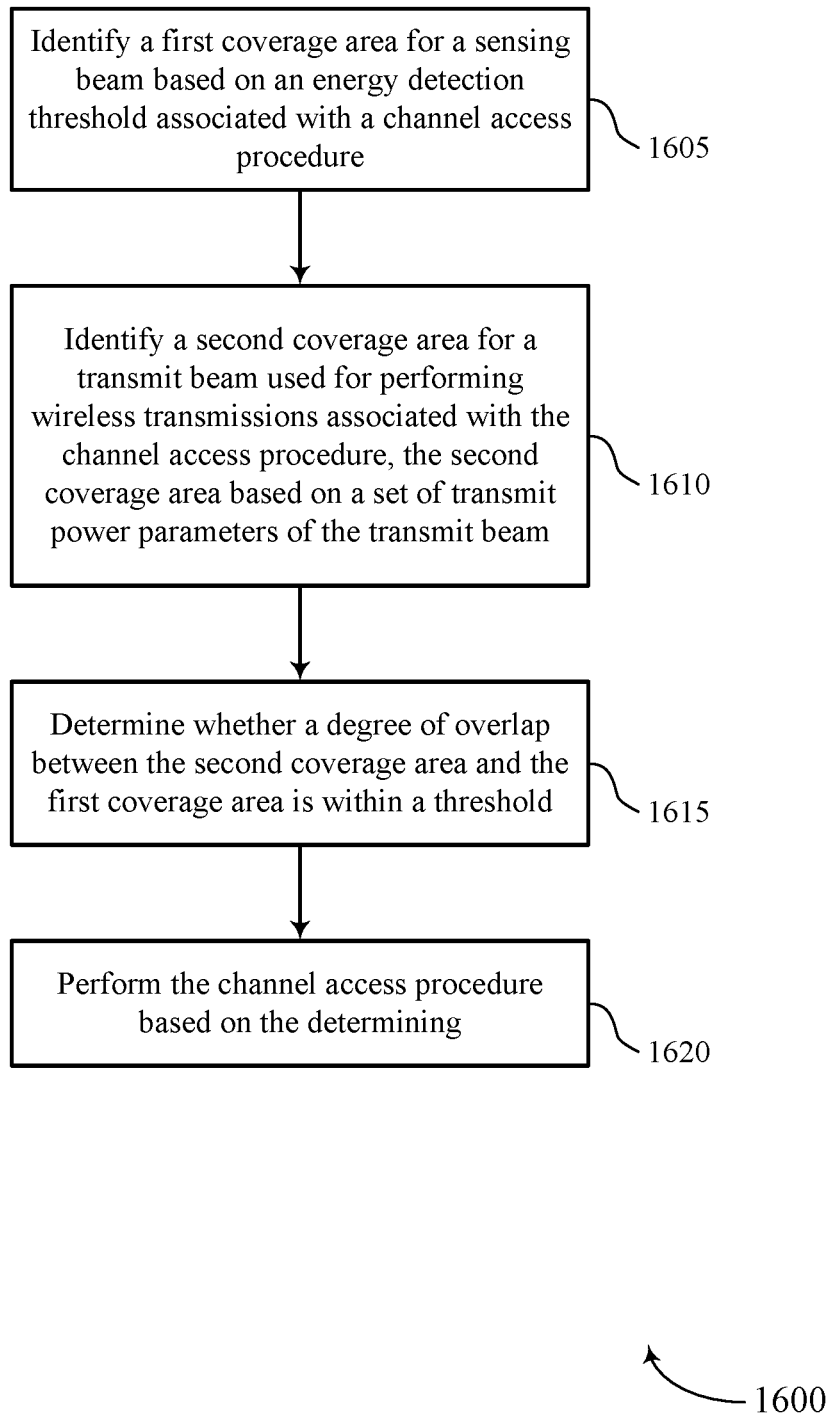 Identify a first coverage area for a sensing
beam based on an energy detection
threshold associated with a channel access
procedure
1605
Identify a second coverage area for a
transmit beam used for performing
wireless transmissions associated with the
channel access procedure, the second
coverage area based on a set of transmit
power parameters of the transmit beam
1610
Determine whether a degree of overlap
between the second coverage area and the
first coverage area is within a threshold
1615
Perform the channel access procedure
based on the determining
1620
1600